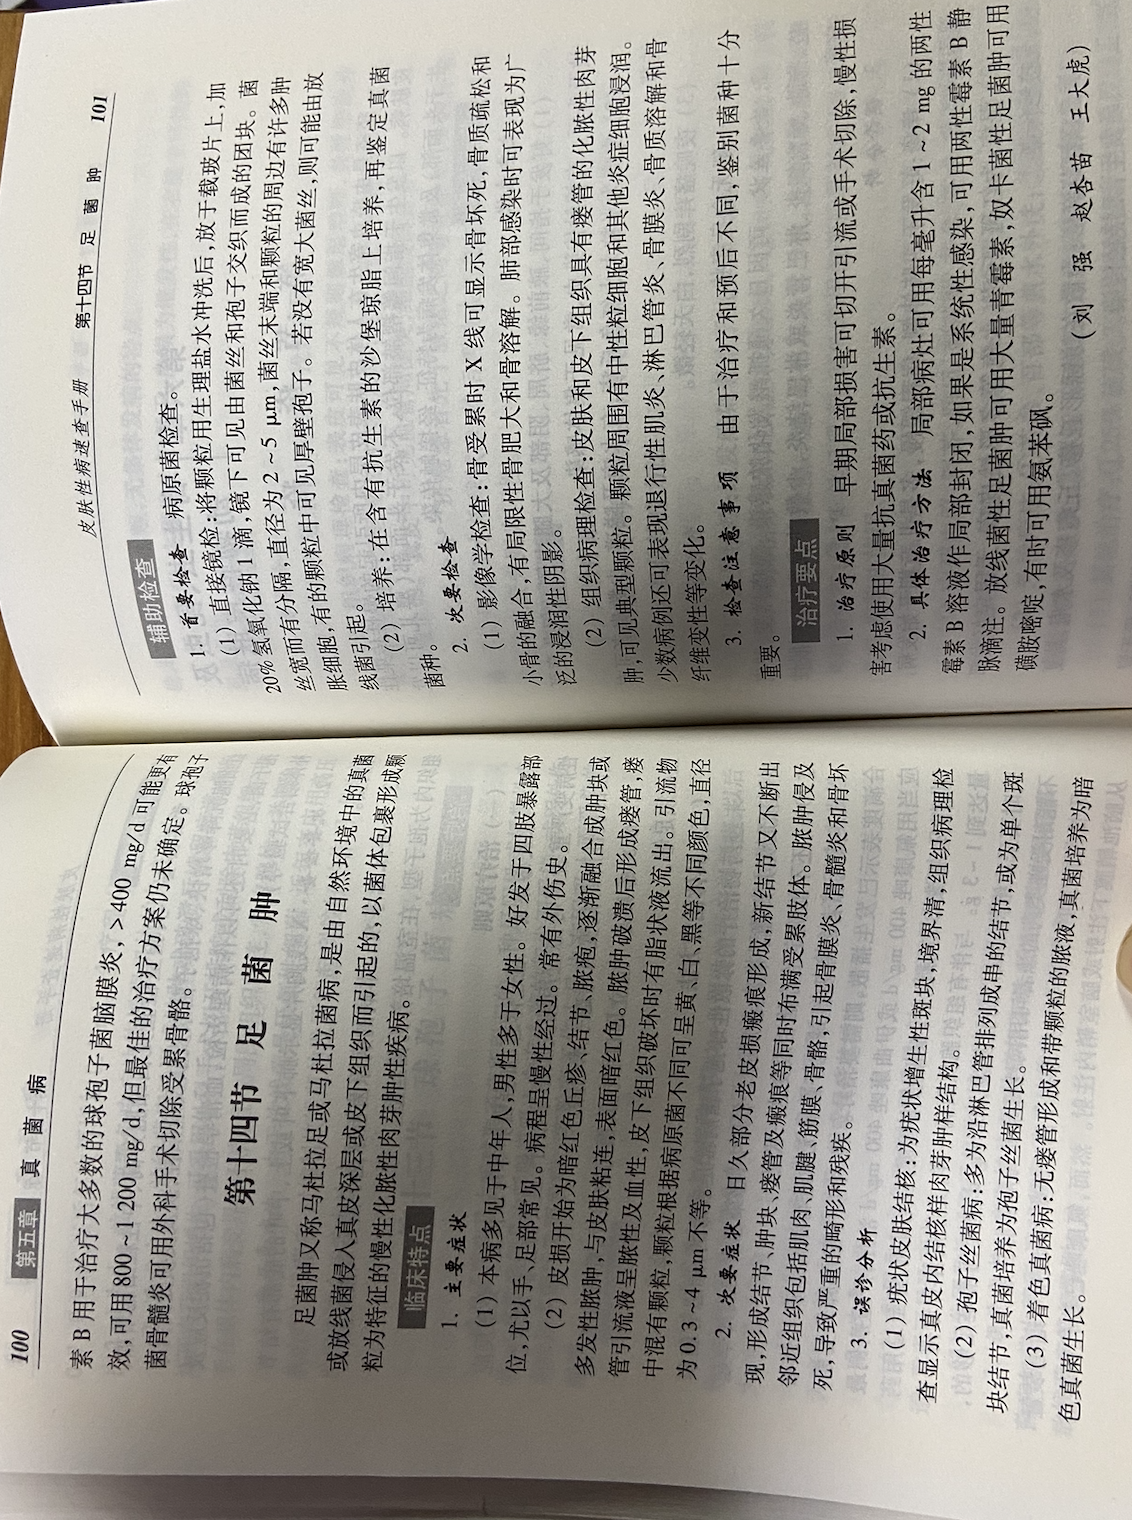 100　第五章　真　菌　病
素 B 用于治疗大多数的球孢子菌脑膜炎,＞400 mg/d 可能更有
效,可用 800～1 200 mg/d,但最佳的治疗方案仍未确定。球孢子
菌骨髓炎可用外科手术切除受累骨骼。
第十四节　足　菌　肿
足菌肿又称马杜拉足或马杜拉菌病,是由自然环境中的真菌
或放线菌侵入真皮深层或皮下组织而引起的,以菌体包裹形成颗
粒为特征的慢性化脓性肉芽肿性疾病。
临床特点
1. 主要症状
(1) 本病多见于中年人,男性多于女性。好发于四肢暴露部
位,尤以手、足部常见。病程呈慢性经过。常有外伤史。
(2) 皮损开始为暗红色丘疹、结节、脓疱,逐渐融合成肿块或
多发性脓肿,与皮肤粘连,表面暗红色。脓肿破溃后形成瘘管,瘘
管引流液呈脓性及血性,皮下组织破坏时有脂状液流出。引流物
中混有颗粒,颗粒根据病原菌不同可呈黄、白、黑等不同颜色,直径
为 0.3～4 μm 不等。
2. 次要症状　日久部分老皮损瘢痕形成,新结节又不断出
现,形成结节、肿块、瘘管及瘢痕等同时布满受累肢体。脓肿侵及
邻近组织包括肌肉、肌腱、筋膜、骨骼,引起骨膜炎、骨髓炎和骨坏
死,导致严重的畸形和残疾。
3. 误诊分析
(1) 疣状皮肤结核:为疣状增生性斑块,境界清,组织病理检
查显示真皮内结核样肉芽肿样结构。
(2) 孢子丝菌病:多为沿淋巴管排列成串的结节,或为单个斑
块结节,真菌培养为孢子丝菌生长。
(3) 着色真菌病:无瘘管形成和带颗粒的脓液,真菌培养为暗
色真菌生长。
皮肤性病速查手册　第十四节　足　菌　肿　101
辅助检查
1. 首要检查　病原菌检查。
(1) 直接镜检:将颗粒用生理盐水冲洗后,放于载玻片上,加
20%氢氧化钠 1 滴,镜下可见由菌丝和孢子交织而成的团块。菌
丝宽而有分隔,直径为 2～5 μm,菌丝末端和颗粒的周边有许多肿
胀细胞,有的颗粒中可见厚壁孢子。若没有宽大菌丝,则可能由放
线菌引起。
(2) 培养:在含有抗生素的沙堡琼脂上培养,再鉴定真菌
菌种。
2. 次要检查
(1) 影像学检查:骨受累时 X 线可显示骨坏死,骨质疏松和
小骨的融合,有局限性骨肥大和骨溶解。肺部感染时可表现为广
泛的浸润性阴影。
(2) 组织病理检查:皮肤和皮下组织具有瘘管的化脓性肉芽
肿,可见典型颗粒。颗粒周围有中性粒细胞和其他炎症细胞浸润。
少数病例还可表现退行性肌炎、淋巴管炎、骨膜炎、骨质溶解和骨
纤维变性等变化。
3. 检查注意事项　由于治疗和预后不同,鉴别菌种十分
重要。
治疗要点
1. 治疗原则　早期局部损害可切开引流或手术切除,慢性损
害考虑使用大量抗真菌药或抗生素。
2. 具体治疗方法　局部病灶可用每毫升含 1～2 mg 的两性
霉素 B 溶液作局部封闭,如果是系统性感染,可用两性霉素 B 静
脉滴注。放线菌性足菌肿可用大量青霉素,奴卡菌性足菌肿可用
磺胺嘧啶,有时可用氨苯砜。
(刘　强　赵杏苗　王大虎)